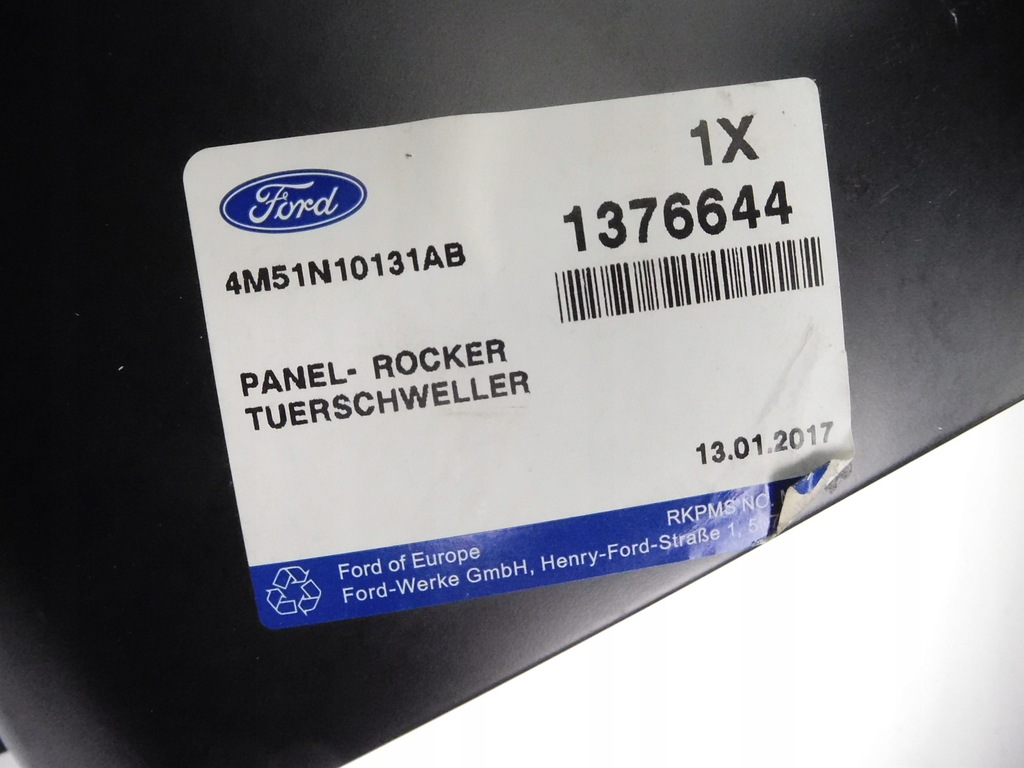 1X
Ford
1376644
4M51N10131AB
PANEL- ROCKER
TUERSCHWELLER
13.01.2017
RKPMS NO.
Ford of Europe
Ford-Werke GmbH, Henry-Ford-Straße 1, 5